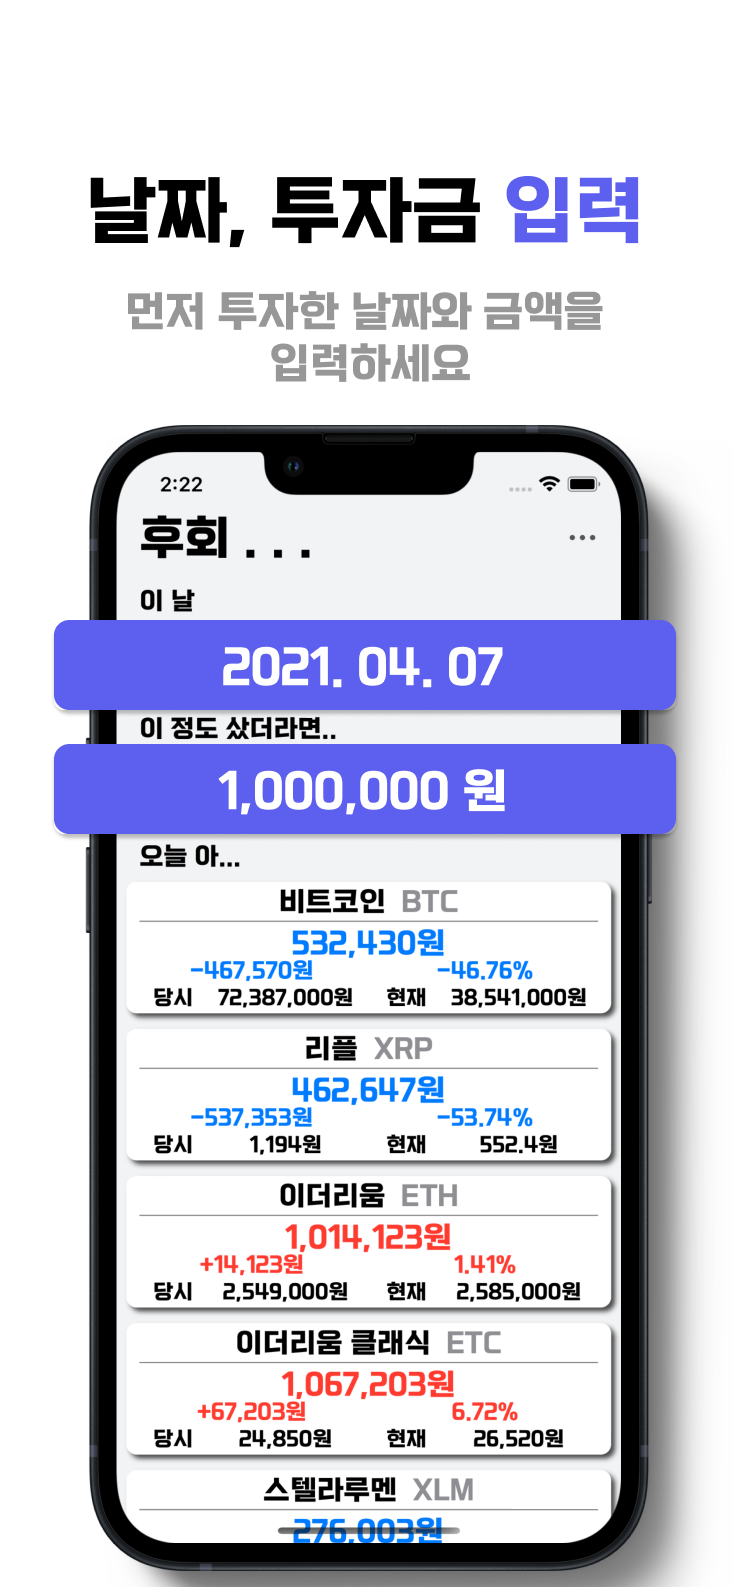 날짜, 투자금 입력
먼저 투자한 날짜와 금액을
입력하세요
2:22
후회 . . .
이 날
2021. 04. 07
이 정도 샀더라면..
1,000,000 원
오늘 아...
비트코인 BTC
532,430원
-467,570원 -46.76%
당시 72,387,000원 현재 38,541,000원
리플 XRP
462,647원
-537,353원 -53.74%
당시 1,194원 현재 552.4원
이더리움 ETH
1,014,123원
+14,123원 1.41%
당시 2,549,000원 현재 2,585,000원
이더리움 클래식 ETC
1,067,203원
+67,203원 6.72%
당시 24,850원 현재 26,520원
스텔라루멘 XLM
276,003원